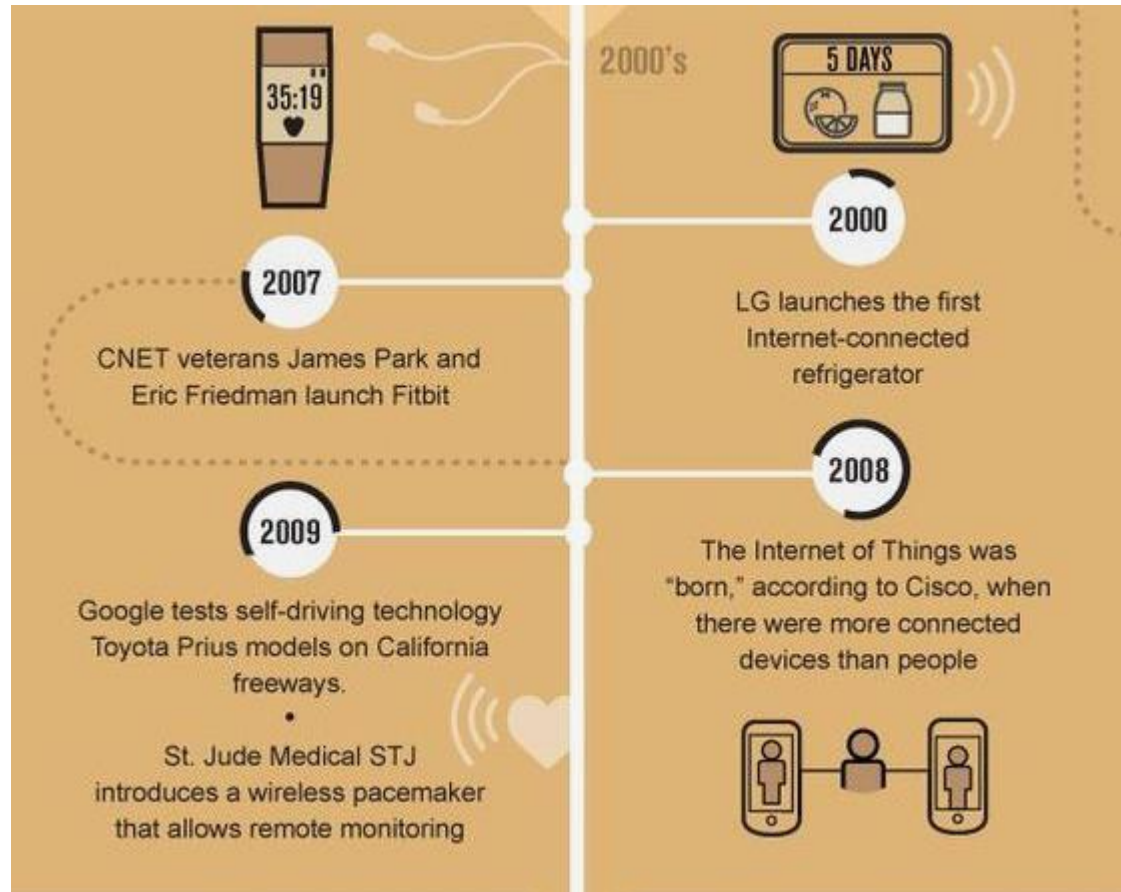 2000's
35:19
5 DAYS
2000
LG launches the first
Internet-connected
refrigerator
2007
CNET veterans James Park and
Eric Friedman launch Fitbit
2008
The Internet of Things was
“born,” according to Cisco, when
there were more connected
devices than people
2009
Google tests self-driving technology
Toyota Prius models on California
freeways.
•
St. Jude Medical STJ
introduces a wireless pacemaker
that allows remote monitoring